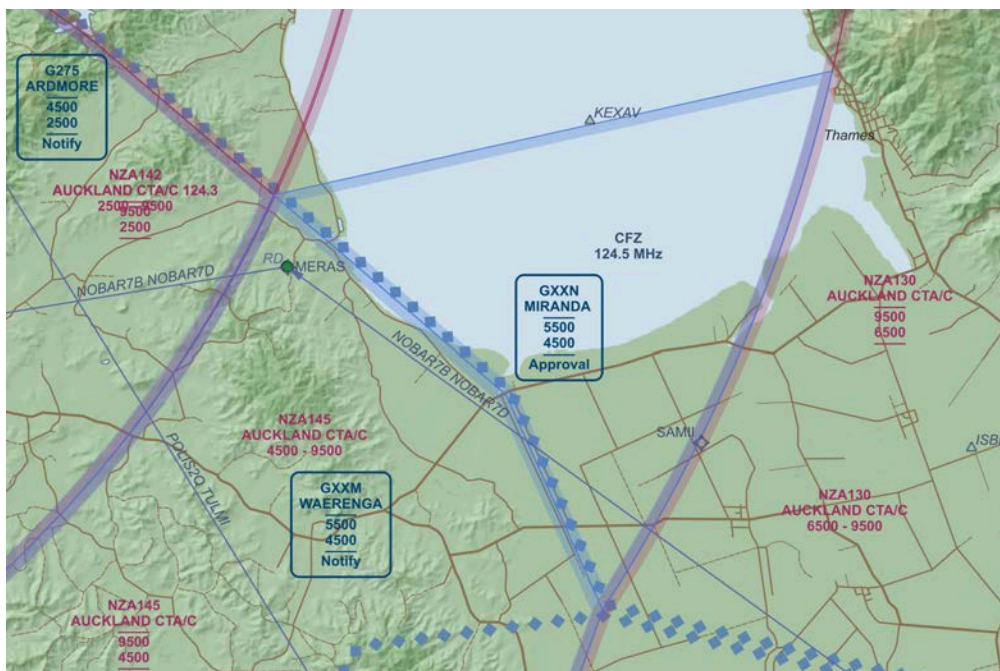 G275
ARDMORE
4500
2500
Notify
NZA142
AUCKLAND CTA/C 124.3
2500 - 9500
9500
2500
KEXAV
Thames
CFZ
124.5 MHz
RD
MERAS
NOBAR7B NOBAR7D
GXXN
MIRANDA
5500
4500
Approval
NZA130
AUCKLAND CTA/C
9500
6500
NOBAR7B NOBAR7D
NZA145
AUCKLAND CTA/C
4500 - 9500
SAMII
POLIS2Q TULMI
GXXM
WAERENGA
5500
4500
Notify
NZA130
AUCKLAND CTA/C
6500 - 9500
NZA145
AUCKLAND CTA/C
9500
4500